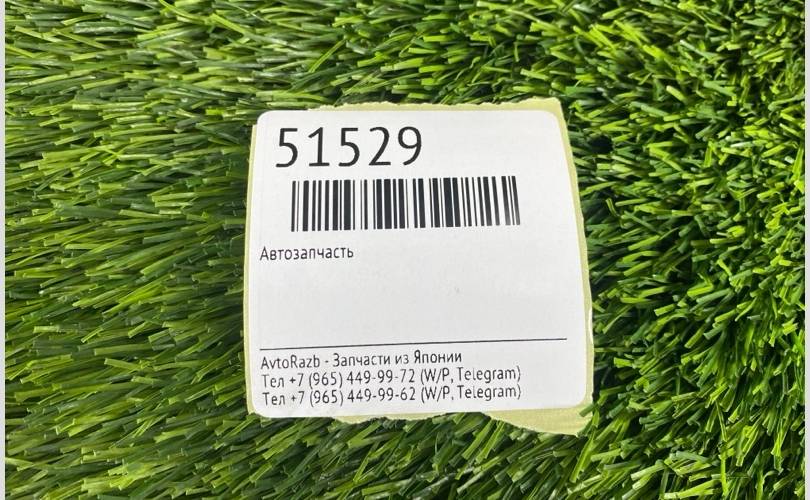 51529
Автозапчасть
AvtoRazb - Запчасти из Японии
Тел +7 (965) 449-99-72 (W/P, Telegram)
Тел +7 (965) 449-99-62 (W/P, Telegram)